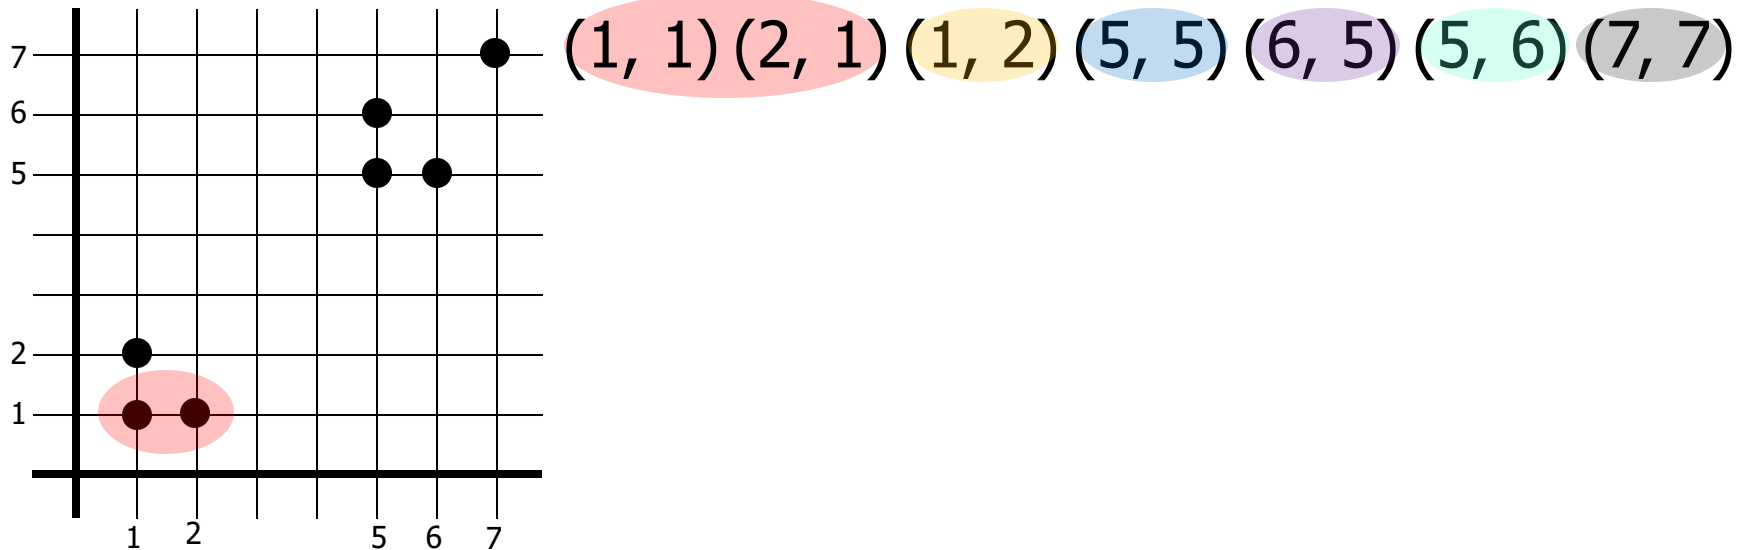 (1, 1) (2, 1) (1, 2) (5, 5) (6, 5) (5, 6) (7, 7)
7
6
5
2
1
1 2 5 6 7